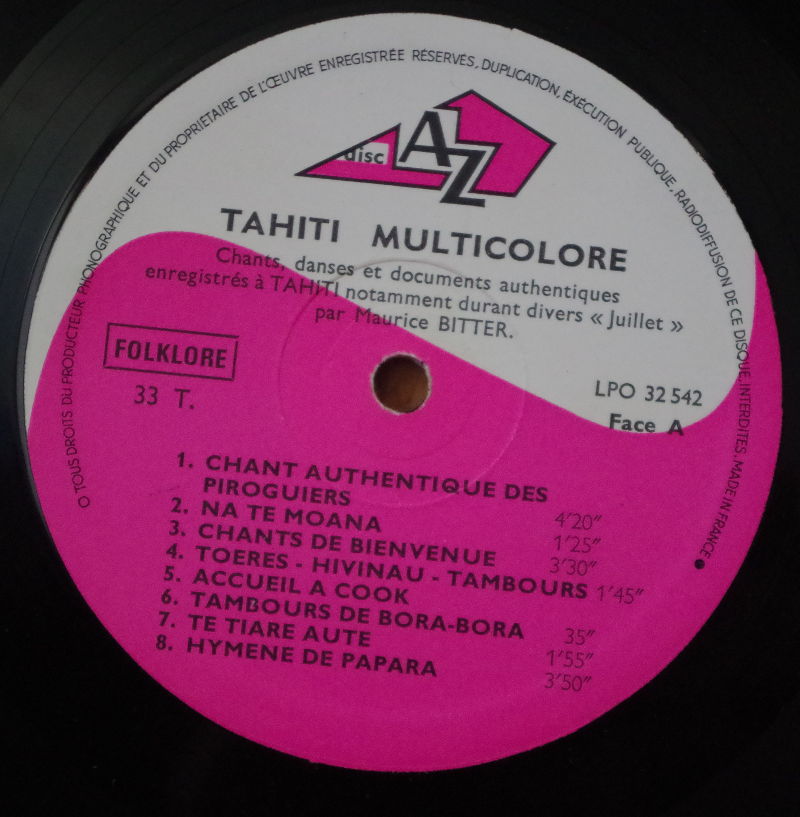 O TOUS DROITS DU PRODUCTEUR PHONOGRAPHIQUE ET DU PROPRIETAIRE DE L'ŒUVRE ENREGISTRÉE RÉSERVÉS, DUPLICATION, EXÉCUTION PUBLIQUE, RADIODIFFUSION DE CE DISQUE, INTERDITES. MADE IN FRANCE ●
disc AZ
TAHITI MULTICOLORE
Chants, danses et documents authentiques
enregistrés à TAHITI notamment durant divers « Juillet »
par Maurice BITTER.
FOLKLORE
33 T.
LPO 32 542
Face A
1. CHANT AUTHENTIQUE DES
PIROGUIERS 4'20"
2. NA TE MOANA 1'25"
3. CHANTS DE BIENVENUE 3'30"
4. TOERES - HIVINAU - TAMBOURS 1'45"
5. ACCUEIL A COOK
6. TAMBOURS DE BORA-BORA 35"
7. TE TIARE AUTE 1'55"
8. HYMENE DE PAPARA 3'50"